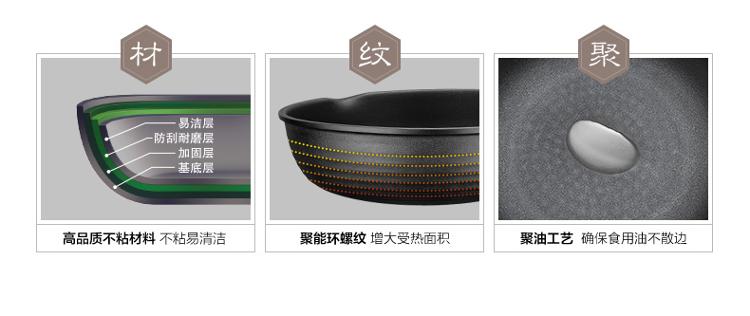 材
纹
聚
易洁层
防刮耐磨层
加固层
基底层
高品质不粘材料 不粘易清洁
聚能环螺纹 增大受热面积
聚油工艺 确保食用油不散边